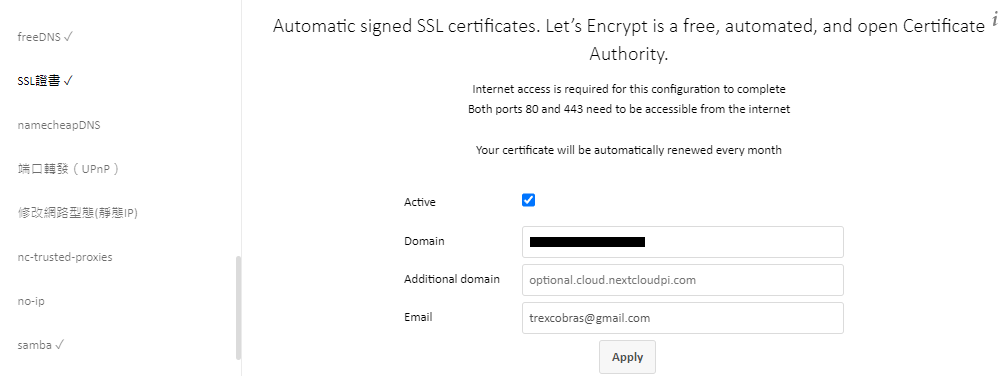 freeDNS ✓
SSL證書 ✓
namecheapDNS
端口轉發（UPnP）
修改網路型態(靜態IP)
nc-trusted-proxies
no-ip
samba ✓
Automatic signed SSL certificates. Let’s Encrypt is a free, automated, and open Certificate
Authority.
i
Internet access is required for this configuration to complete
Both ports 80 and 443 need to be accessible from the internet
Your certificate will be automatically renewed every month
Active
Domain
Additional domain optional.cloud.nextcloudpi.com
Email trexcobras@gmail.com
Apply